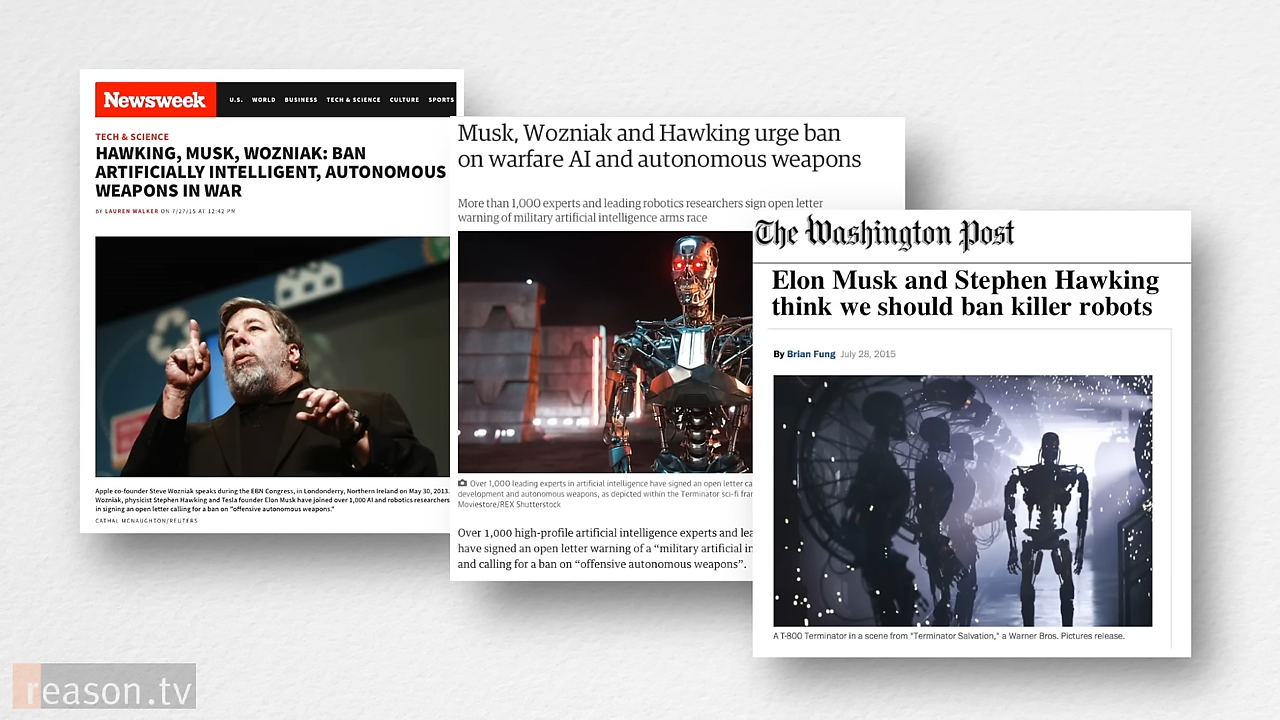 Newsweek
U.S. WORLD BUSINESS TECH & SCIENCE CULTURE SPORTS
TECH & SCIENCE
HAWKING, MUSK, WOZNIAK: BAN
ARTIFICIALLY INTELLIGENT, AUTONOMOUS
WEAPONS IN WAR
BY LAUREN WALKER ON 7/27/15 AT 12:42 PM
Apple co-founder Steve Wozniak speaks during the EBN Congress, in Londonderry, Northern Ireland on May 30, 2013.
Wozniak, physicist Stephen Hawking and Tesla founder Elon Musk have joined over 1,000 AI and robotics researchers
in signing an open letter calling for a ban on "offensive autonomous weapons."
CATHAL MCNAUGHTON/REUTERS
Musk, Wozniak and Hawking urge ban
on warfare AI and autonomous weapons
More than 1,000 experts and leading robotics researchers sign open letter
warning of military artificial intelligence arms race
Over 1,000 leading experts in artificial intelligence have signed an open letter ca
development and autonomous weapons, as depicted within the Terminator sci-fi fra
Moviestore/REX Shutterstock
Over 1,000 high-profile artificial intelligence experts and lea
have signed an open letter warning of a “military artificial in
and calling for a ban on “offensive autonomous weapons”.
The Washington Post
Elon Musk and Stephen Hawking
think we should ban killer robots
By Brian Fung July 28, 2015
A T-800 Terminator in a scene from "Terminator Salvation," a Warner Bros. Pictures release.
reason.tv